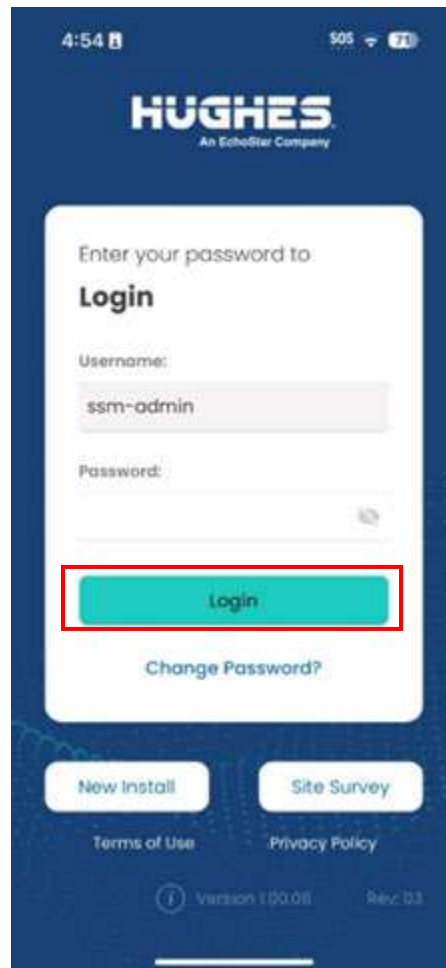 4:54 SOS 71
HUGHES
An EchoStar Company
Enter your password to
Login
Username:
ssm-admin
Password:
Login
Change Password?
New Install Site Survey
Terms of Use Privacy Policy
Version 1.00.08 Rev: 03